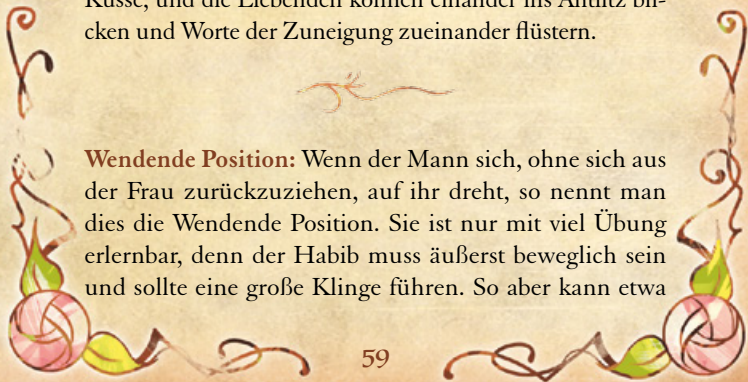 Küsse, und die Liebenden können einander ins Antlitz bli-
cken und Worte der Zuneigung zueinander flüstern.
Wendende Position: Wenn der Mann sich, ohne sich aus
der Frau zurückzuziehen, auf ihr dreht, so nennt man
dies die Wendende Position. Sie ist nur mit viel Übung
erlernbar, denn der Habib muss äußerst beweglich sein
und sollte eine große Klinge führen. So aber kann etwa
59